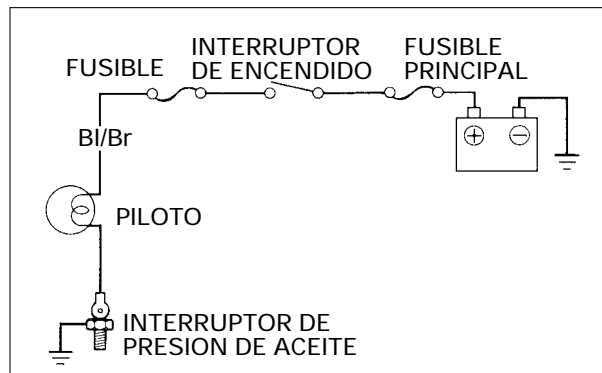 FUSIBLE
INTERRUPTOR
DE ENCENDIDO
FUSIBLE
PRINCIPAL
Bl/Br
PILOTO
INTERRUPTOR DE
PRESION DE ACEITE